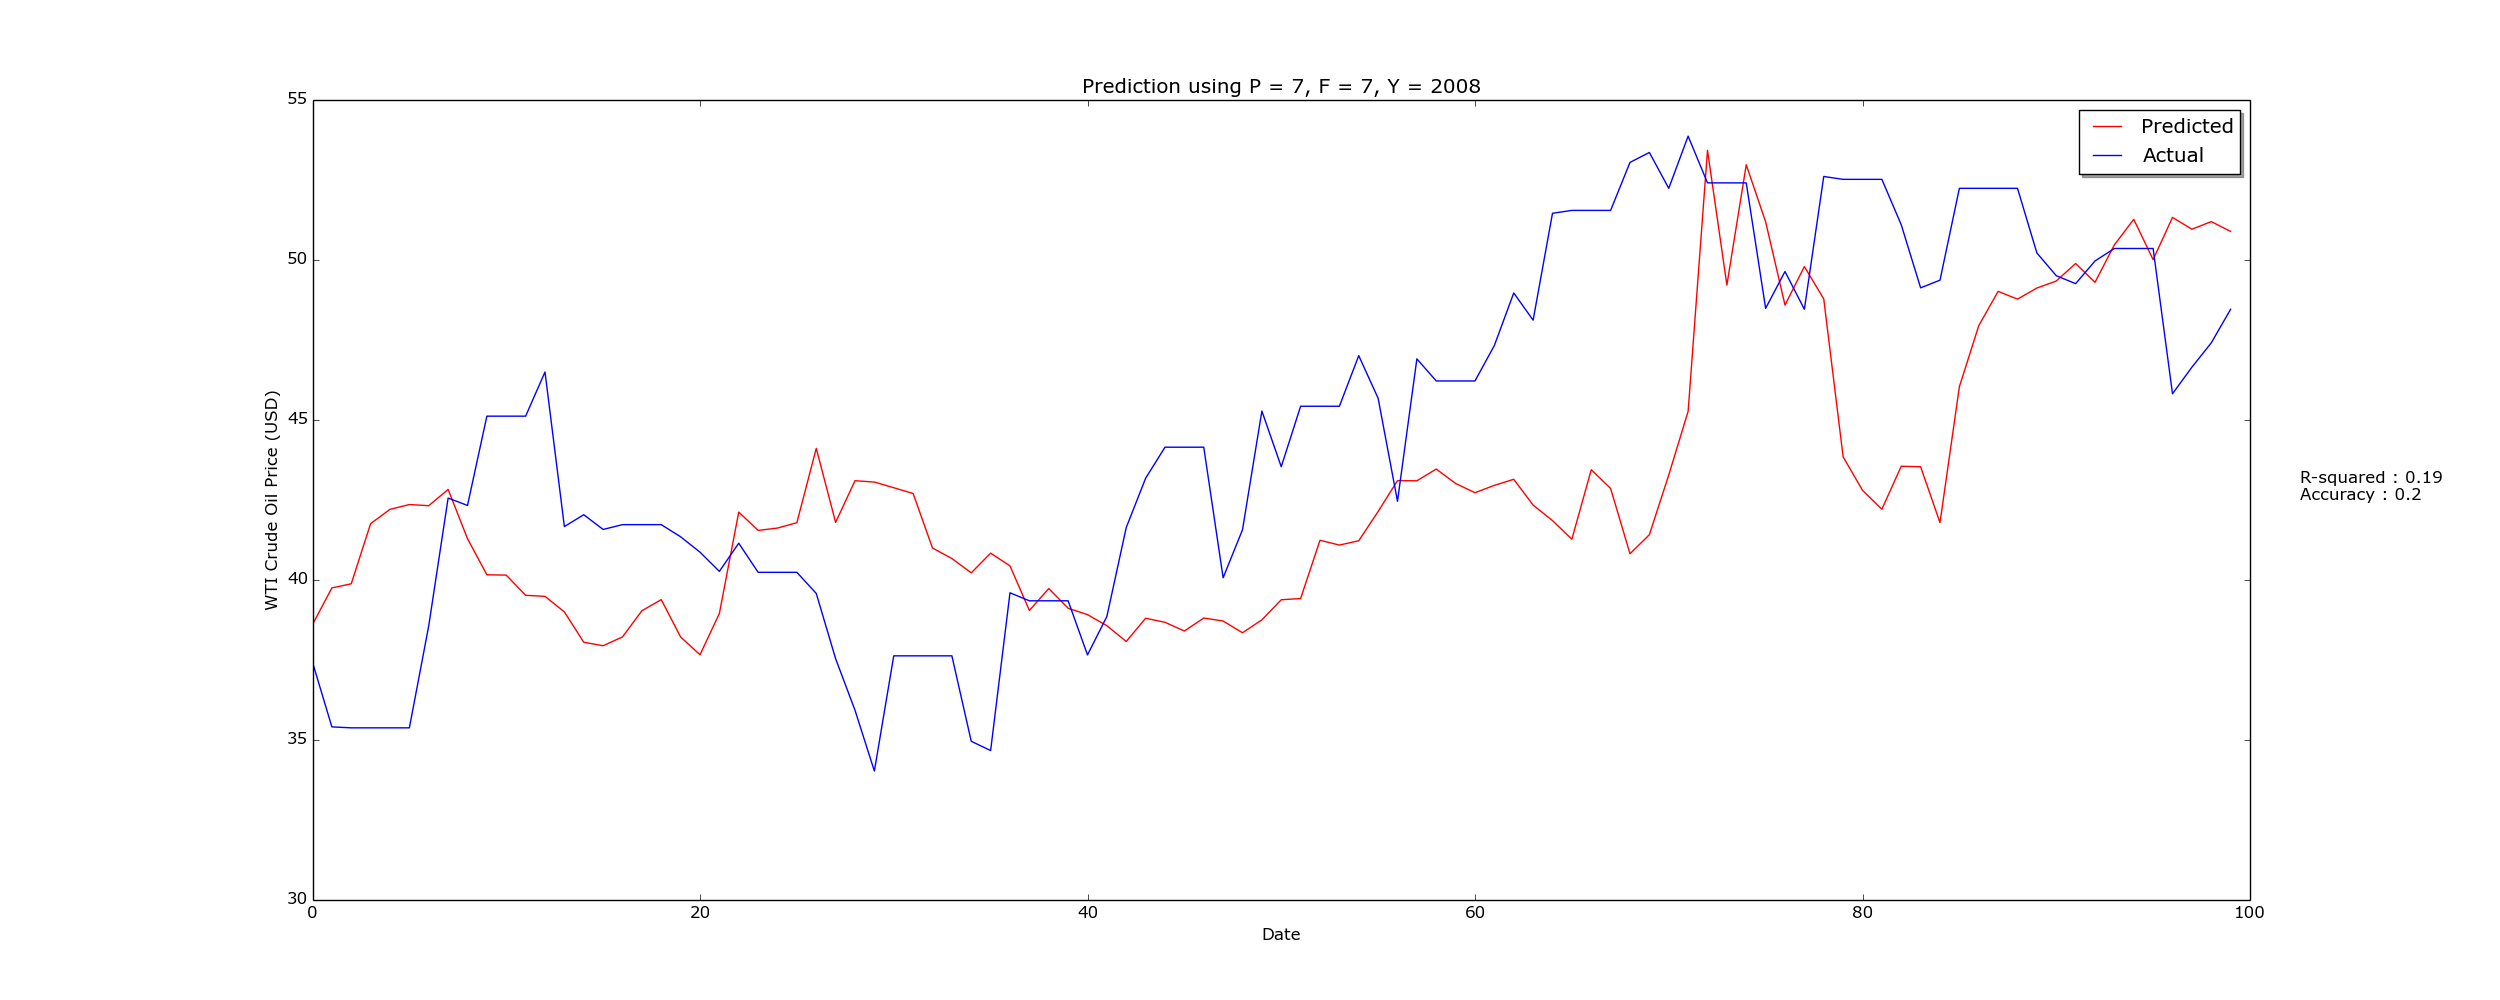 Prediction using P = 7, F = 7, Y = 2008
Predicted
Actual
55
50
45
40
35
30
WTI Crude Oil Price (USD)
0
20
40
60
80
100
Date
R-squared : 0.19
Accuracy : 0.2